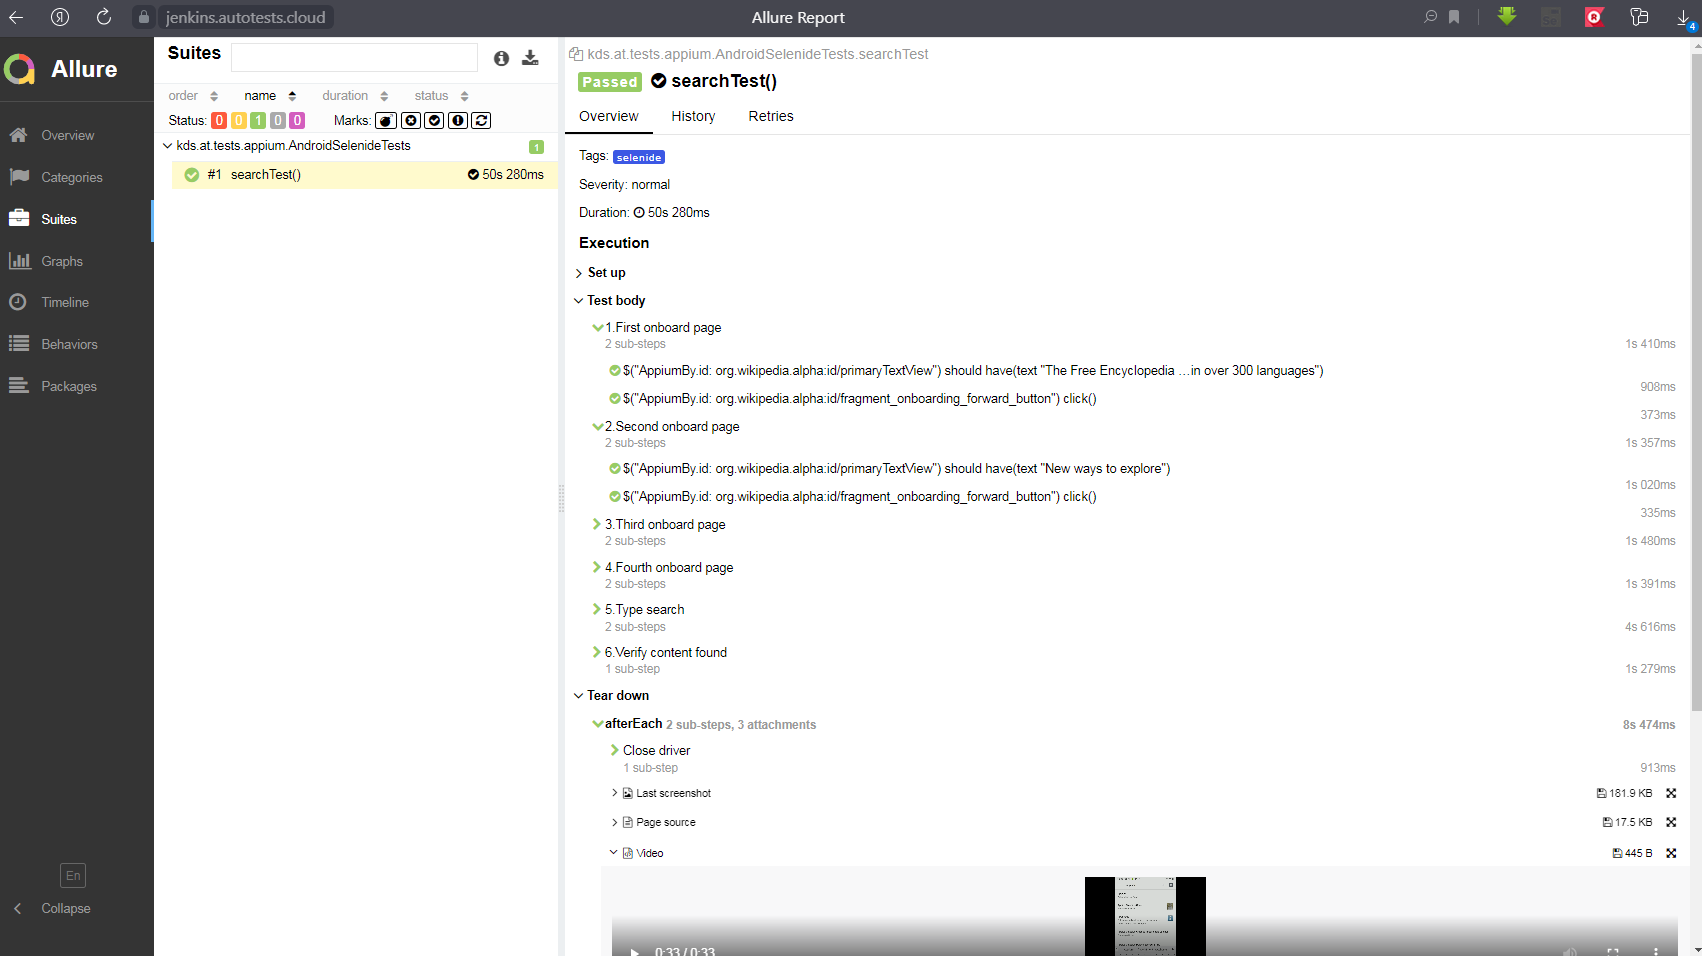 jenkins.autotests.cloud
Allure Report
4
Allure
Overview
Categories
Suites
Graphs
Timeline
Behaviors
Packages
En
Collapse
Suites
order name duration status
Status: 0 0 1 0 0 Marks:
kds.at.tests.appium.AndroidSelenideTests 1
#1 searchTest() 50s 280ms
kds.at.tests.appium.AndroidSelenideTests.searchTest
Passed searchTest()
Overview History Retries
Tags: selenide
Severity: normal
Duration: 50s 280ms
Execution
Set up
Test body
1.First onboard page
2 sub-steps 1s 410ms
$("AppiumBy.id: org.wikipedia.alpha:id/primaryTextView") should have(text "The Free Encyclopedia …in over 300 languages")
908ms
$("AppiumBy.id: org.wikipedia.alpha:id/fragment_onboarding_forward_button") click()
373ms
2.Second onboard page
2 sub-steps 1s 357ms
$("AppiumBy.id: org.wikipedia.alpha:id/primaryTextView") should have(text "New ways to explore")
1s 020ms
$("AppiumBy.id: org.wikipedia.alpha:id/fragment_onboarding_forward_button") click()
335ms
3.Third onboard page
2 sub-steps 1s 480ms
4.Fourth onboard page
2 sub-steps 1s 391ms
5.Type search
2 sub-steps 4s 616ms
6.Verify content found
1 sub-step 1s 279ms
Tear down
afterEach 2 sub-steps, 3 attachments 8s 474ms
Close driver
1 sub-step 913ms
Last screenshot 181.9 KB
Page source 17.5 KB
Video 445 B
0:33 / 0:33